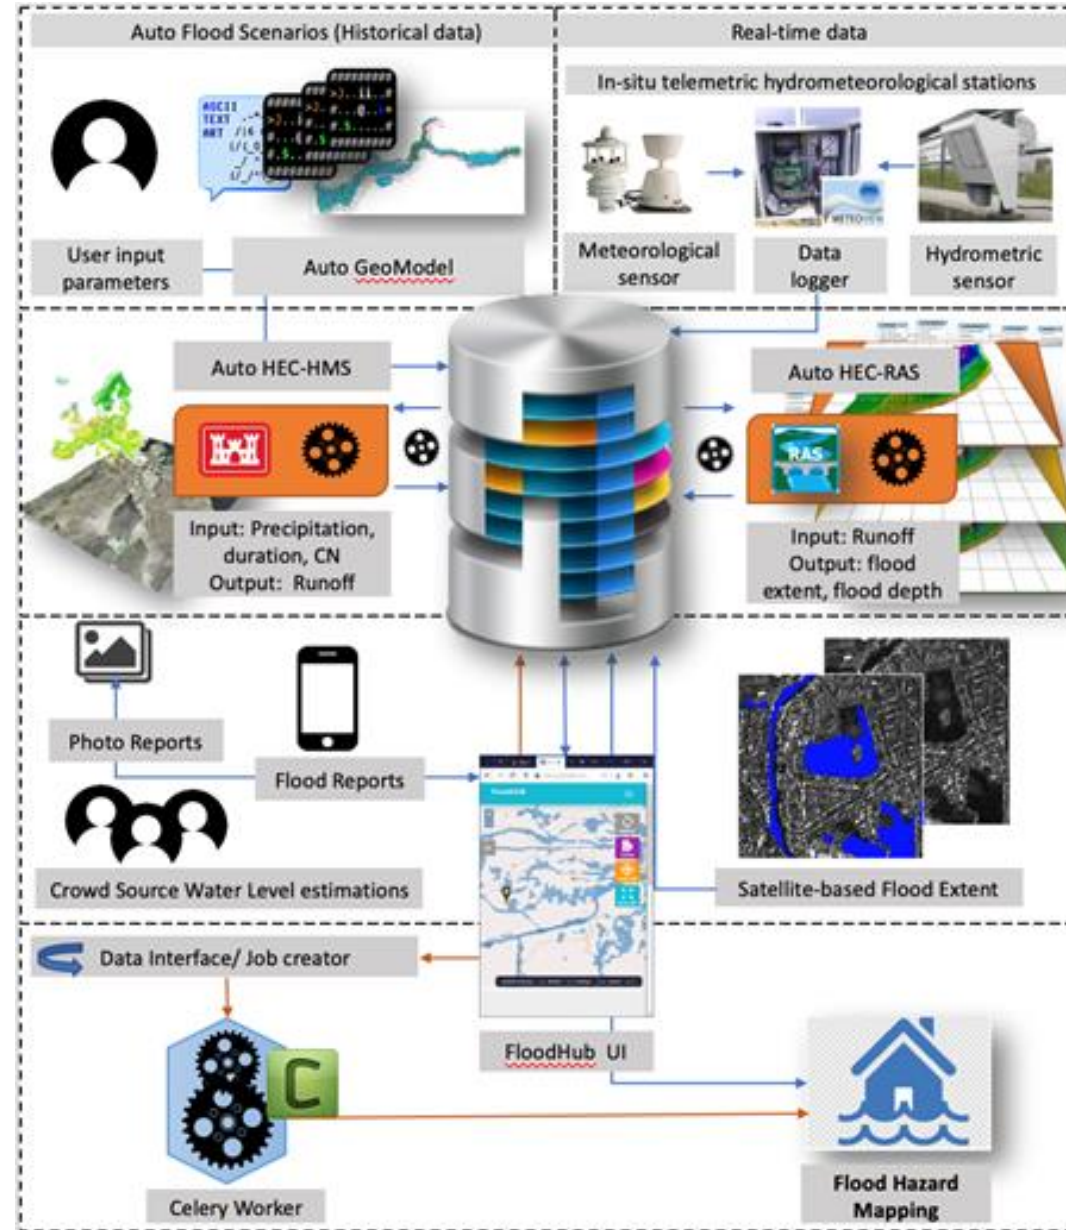 Auto Flood Scenarios (Historical data)
Real-time data
In-situ telemetric hydrometeorological stations
ASCII
TEXT
ART
User input
parameters
Auto GeoModel
Meteorological
sensor
Data
logger
Hydrometric
sensor
Auto HEC-HMS
Auto HEC-RAS
RAS
Input: Precipitation,
duration, CN
Output: Runoff
Input: Runoff
Output: flood
extent, flood depth
Photo Reports
Flood Reports
Crowd Source Water Level estimations
Satellite-based Flood Extent
Data Interface/ Job creator
FloodHub UI
C
Celery Worker
Flood Hazard
Mapping